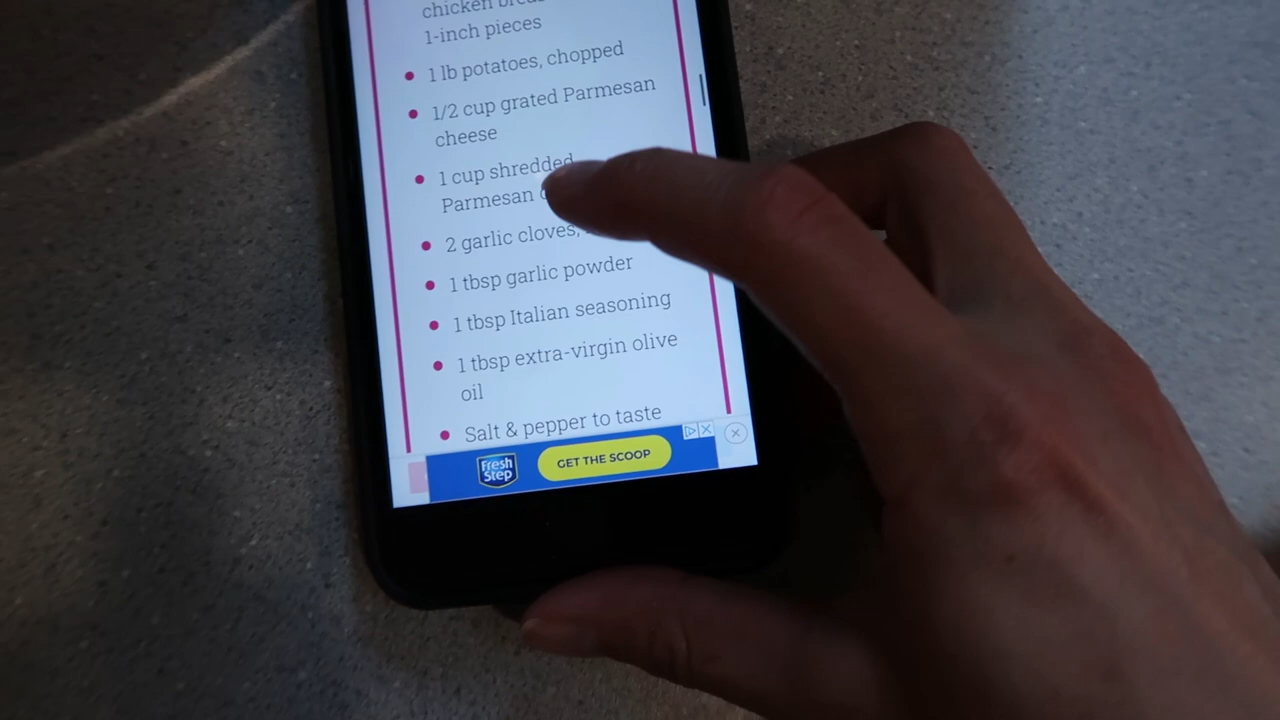 chicken
1-inch pieces
1 lb potatoes, chopped
1/2 cup grated Parmesan
cheese
1 cup shredded
Parmesan
2 garlic cloves,
1 tbsp garlic powder
1 tbsp Italian seasoning
1 tbsp extra-virgin olive
oil
Salt & pepper to taste
Fresh
Step
GET THE SCOOP